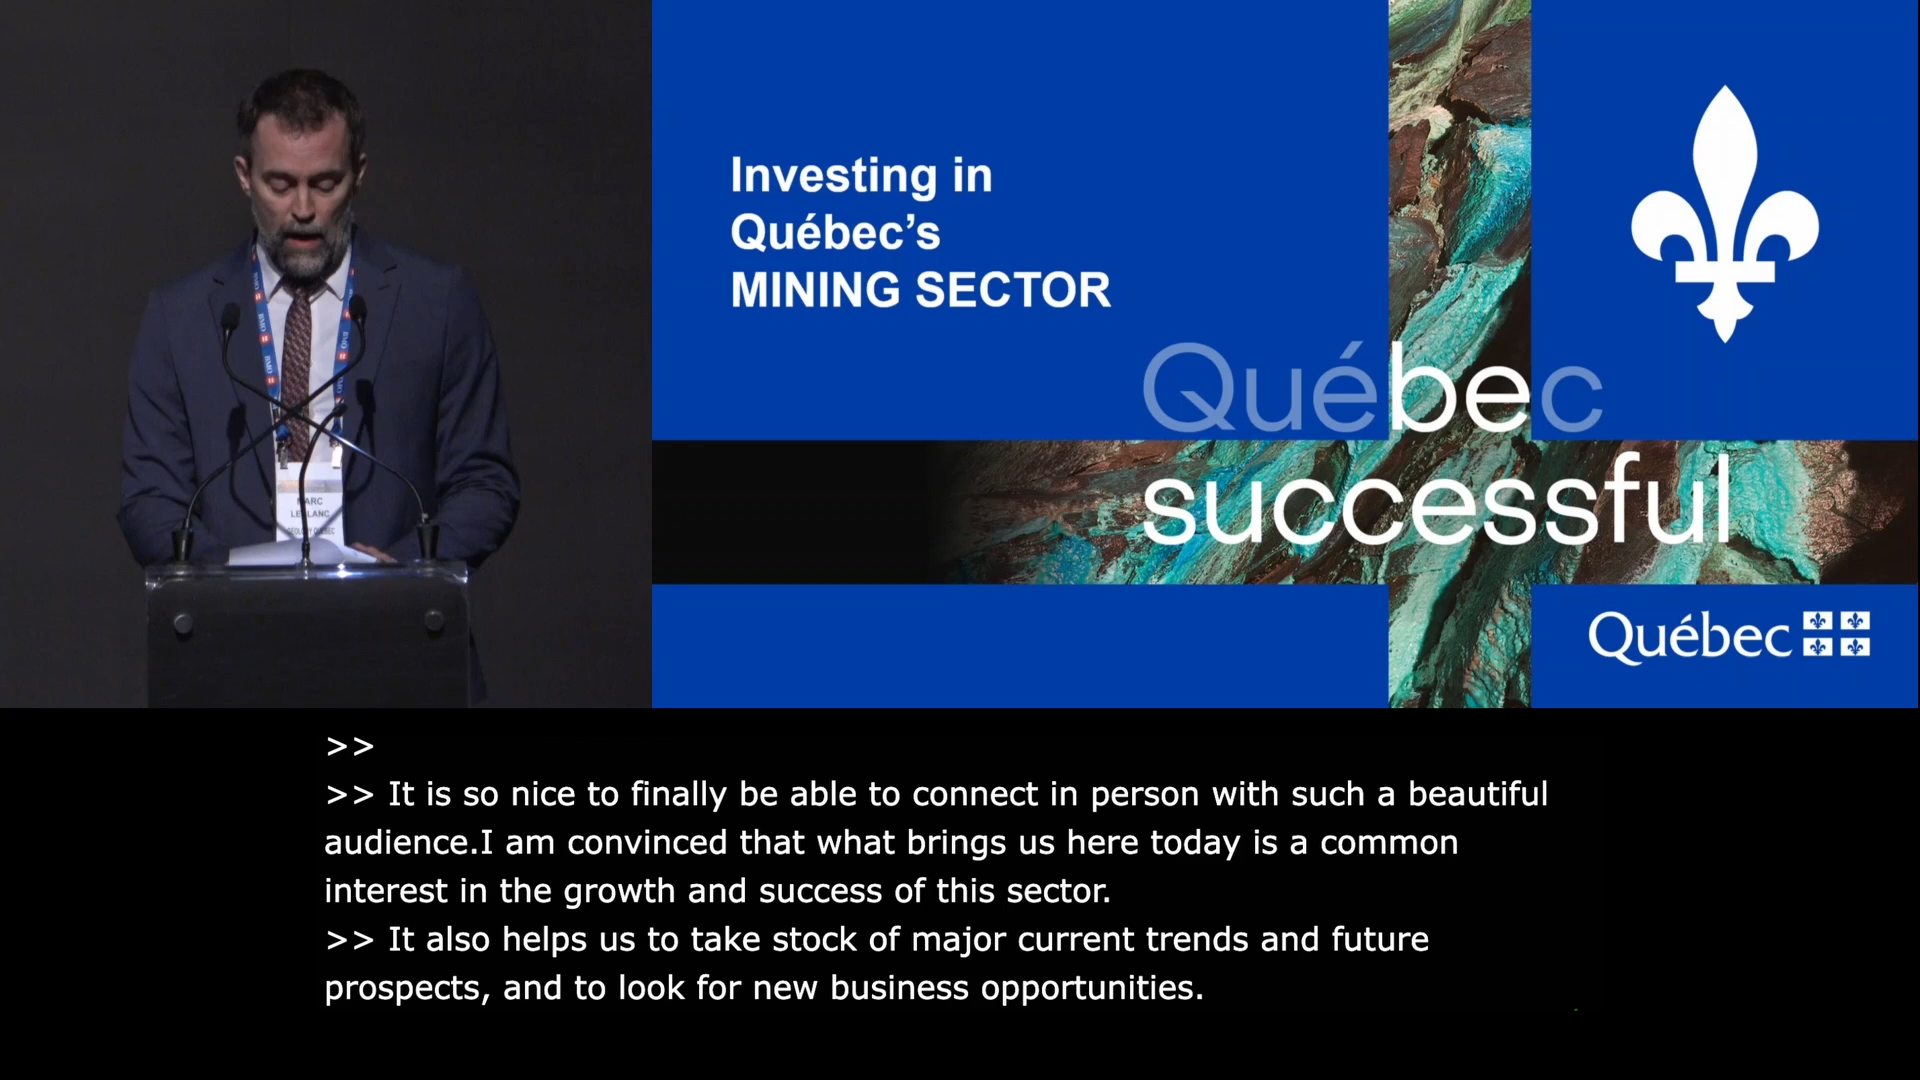 Investing in
Québec’s
MINING SECTOR
Québec
successful
Québec
BMO
MARC
LEBLANC
>>
>> It is so nice to finally be able to connect in person with such a beautiful
audience.I am convinced that what brings us here today is a common
interest in the growth and success of this sector.
>> It also helps us to take stock of major current trends and future
prospects, and to look for new business opportunities.